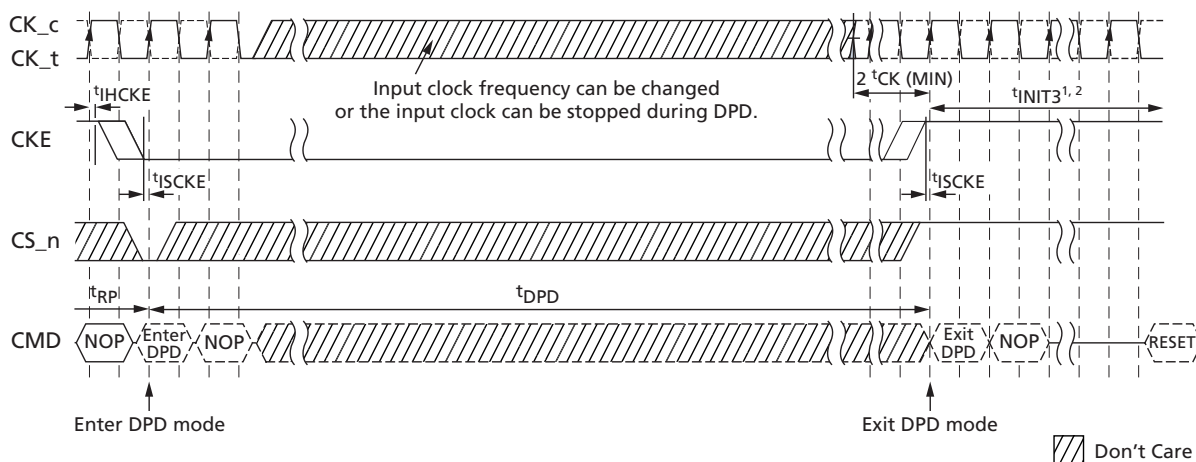 CK_c
CK_t
Input clock frequency can be changed
or the input clock can be stopped during DPD.
2 tCK (MIN)
tINIT31, 2
tIHCKE
CKE
tISCKE
tISCKE
CS_n
tRP
tDPD
CMD
NOP
Enter
DPD
NOP
Exit
DPD
NOP
RESET
Enter DPD mode
Exit DPD mode
Don't Care